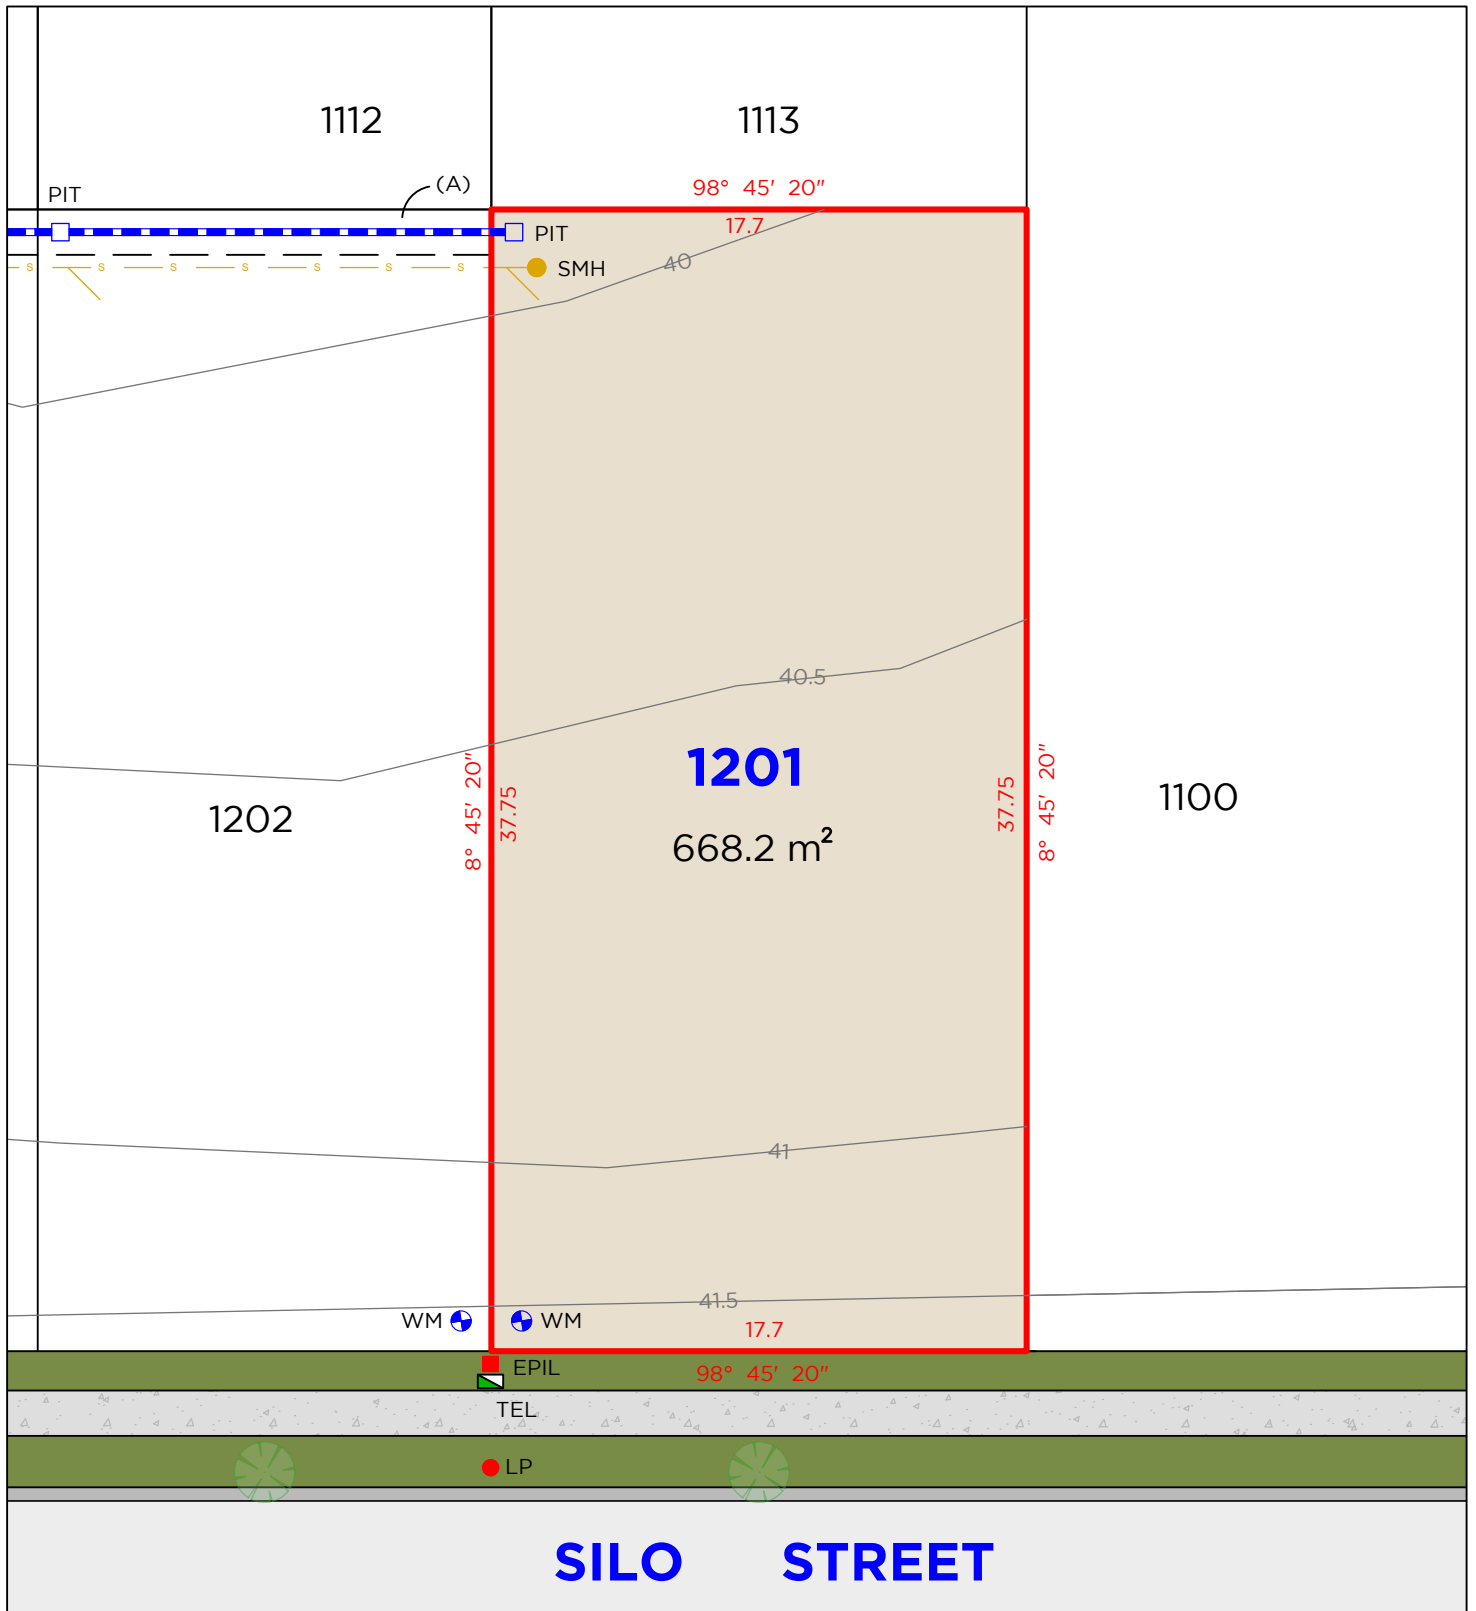 1112
1113
PIT
(A)
98° 45' 20"
17.7
PIT
40
SMH
s s s s s s s
40.5
1201
8° 45' 20"
37.75
37.75
8° 45' 20"
1202
668.2 m²
1100
41
41.5
WM
WM
17.7
EPIL
98° 45' 20"
TEL
LP
SILO STREET